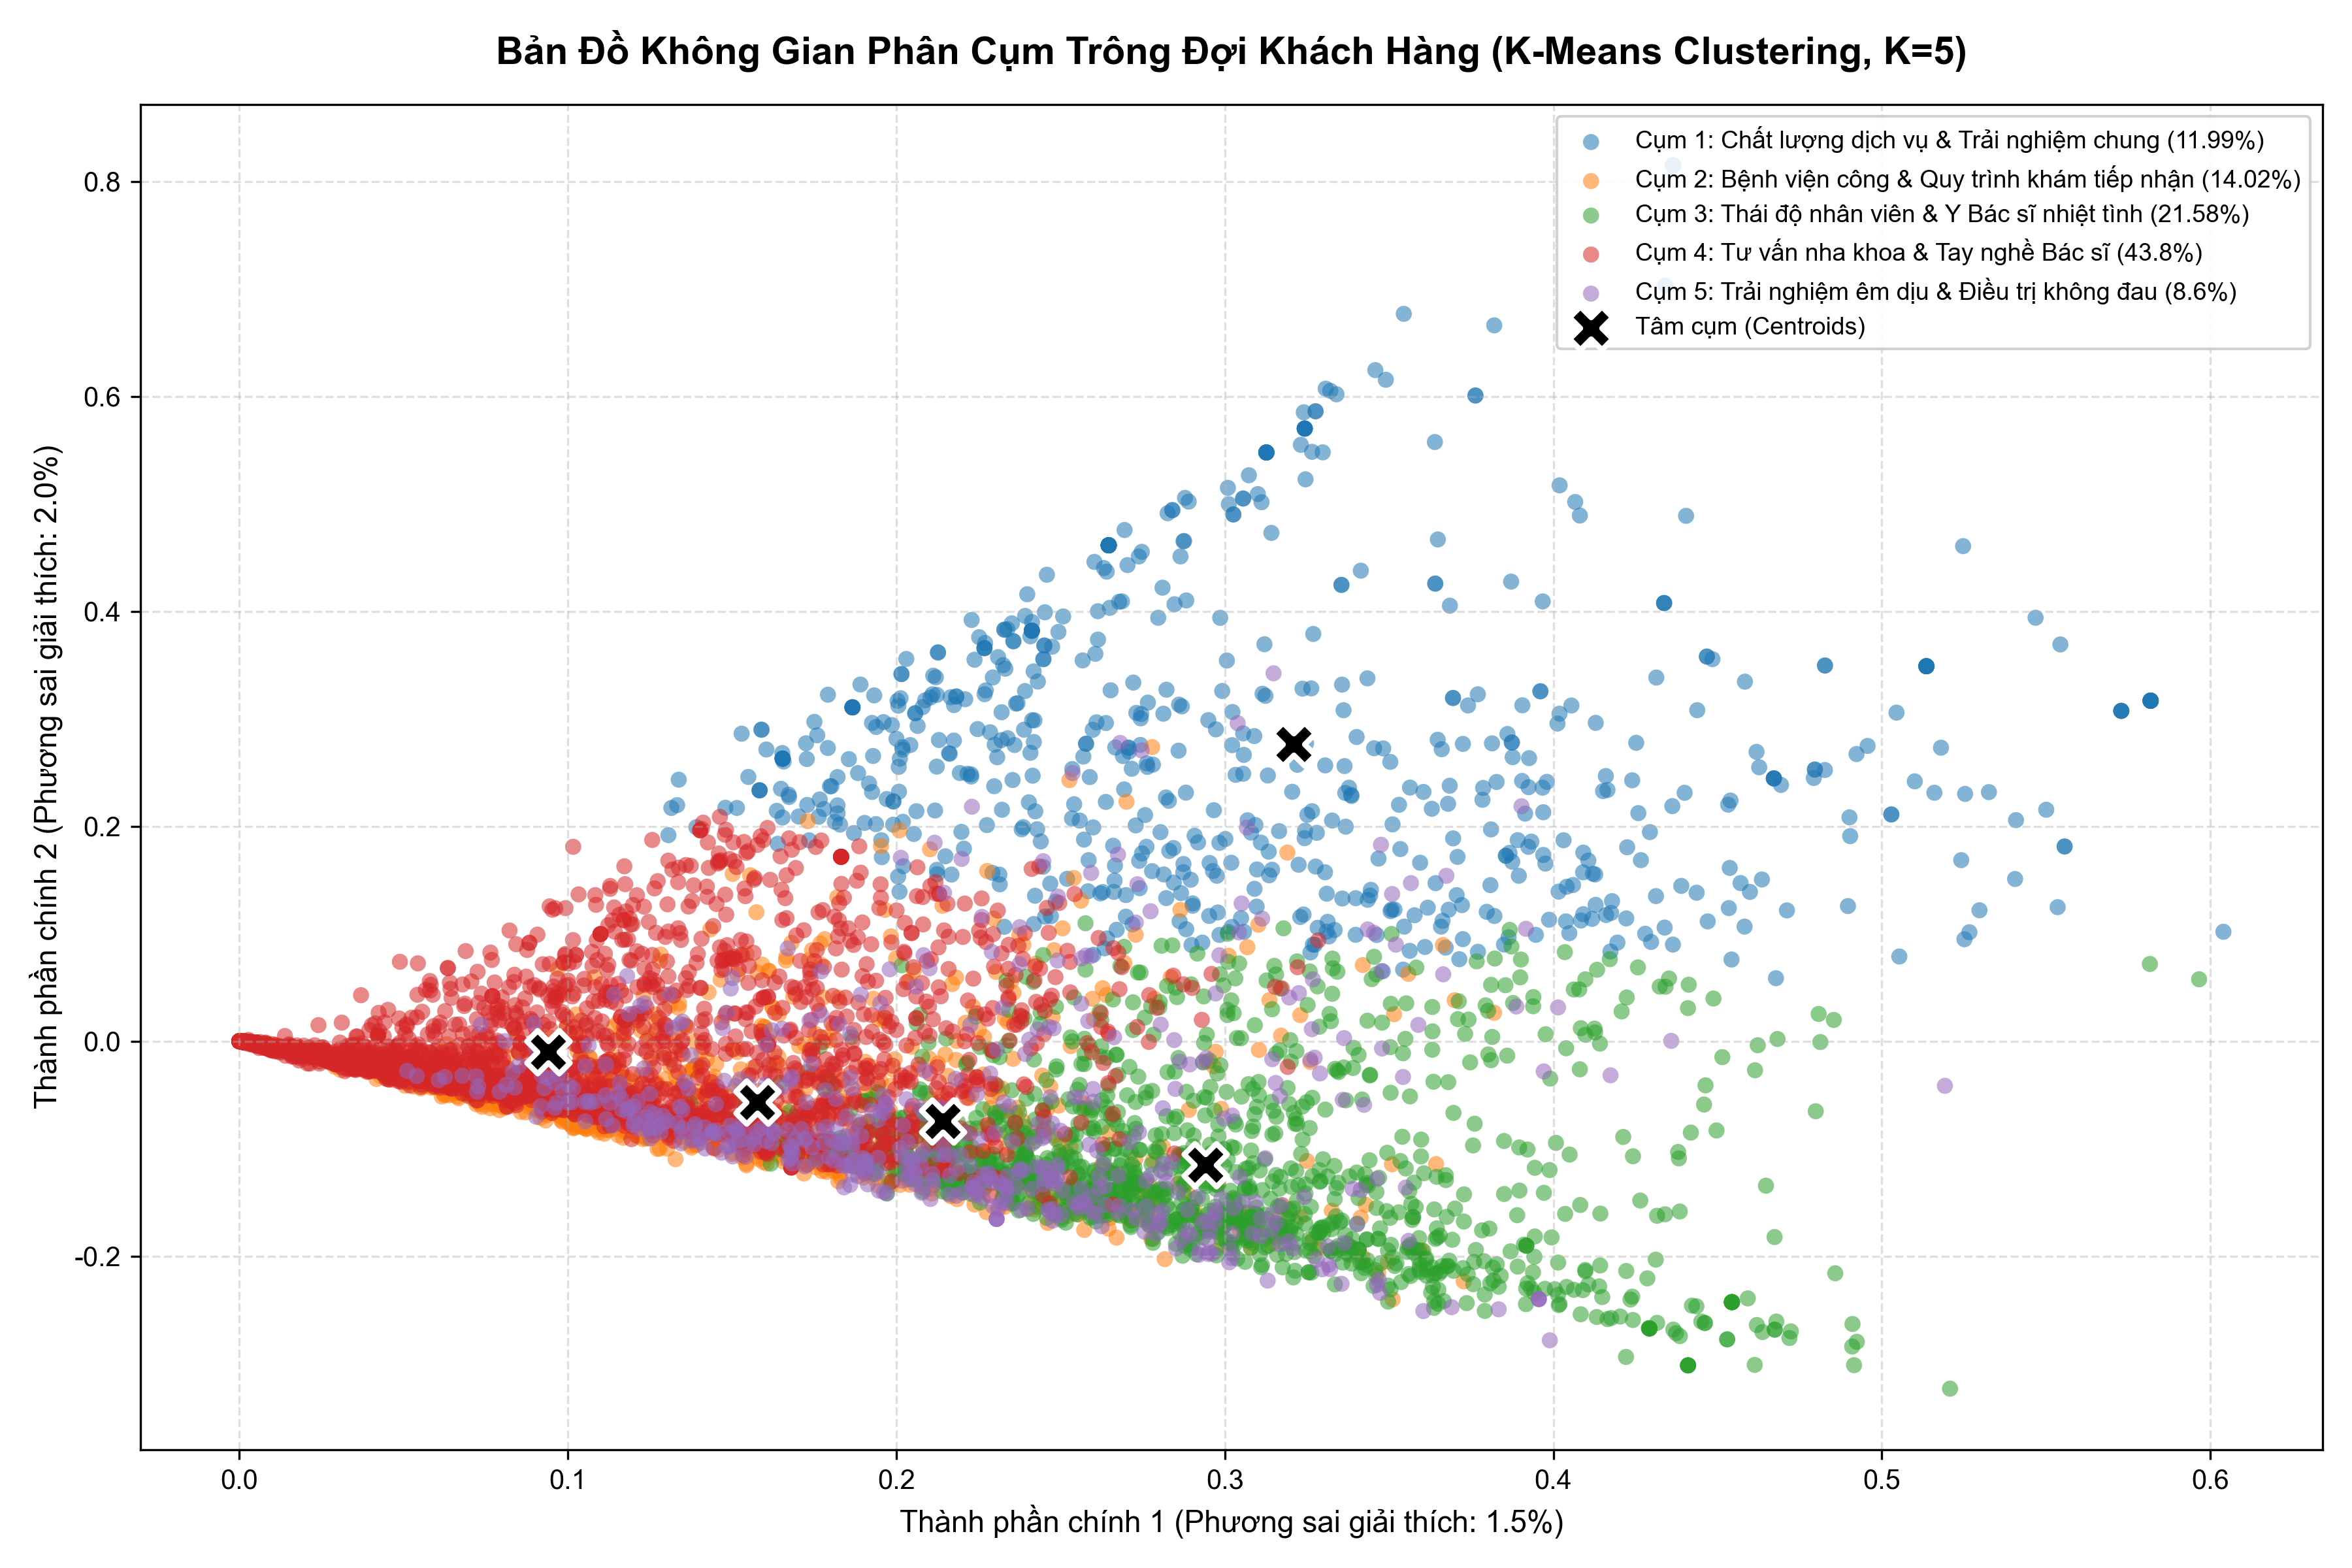 Bản Đồ Không Gian Phân Cụm Trông Đợi Khách Hàng (K-Means Clustering, K=5)
Cụm 1: Chất lượng dịch vụ & Trải nghiệm chung (11.99%)
Cụm 2: Bệnh viện công & Quy trình khám tiếp nhận (14.02%)
Cụm 3: Thái độ nhân viên & Y Bác sĩ nhiệt tình (21.58%)
Cụm 4: Tư vấn nha khoa & Tay nghề Bác sĩ (43.8%)
Cụm 5: Trải nghiệm êm dịu & Điều trị không đau (8.6%)
Tâm cụm (Centroids)
Thành phần chính 2 (Phương sai giải thích: 2.0%)
0.8
0.6
0.4
0.2
0.0
-0.2
0.0 0.1 0.2 0.3 0.4 0.5 0.6
Thành phần chính 1 (Phương sai giải thích: 1.5%)